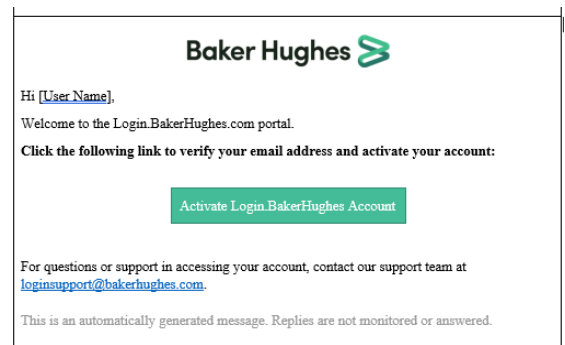 Baker Hughes
Hi [User Name],
Welcome to the Login.BakerHughes.com portal.
Click the following link to verify your email address and activate your account:
Activate Login.BakerHughes Account
For questions or support in accessing your account, contact our support team at
loginsupport@bakerhughes.com.
This is an automatically generated message. Replies are not monitored or answered.